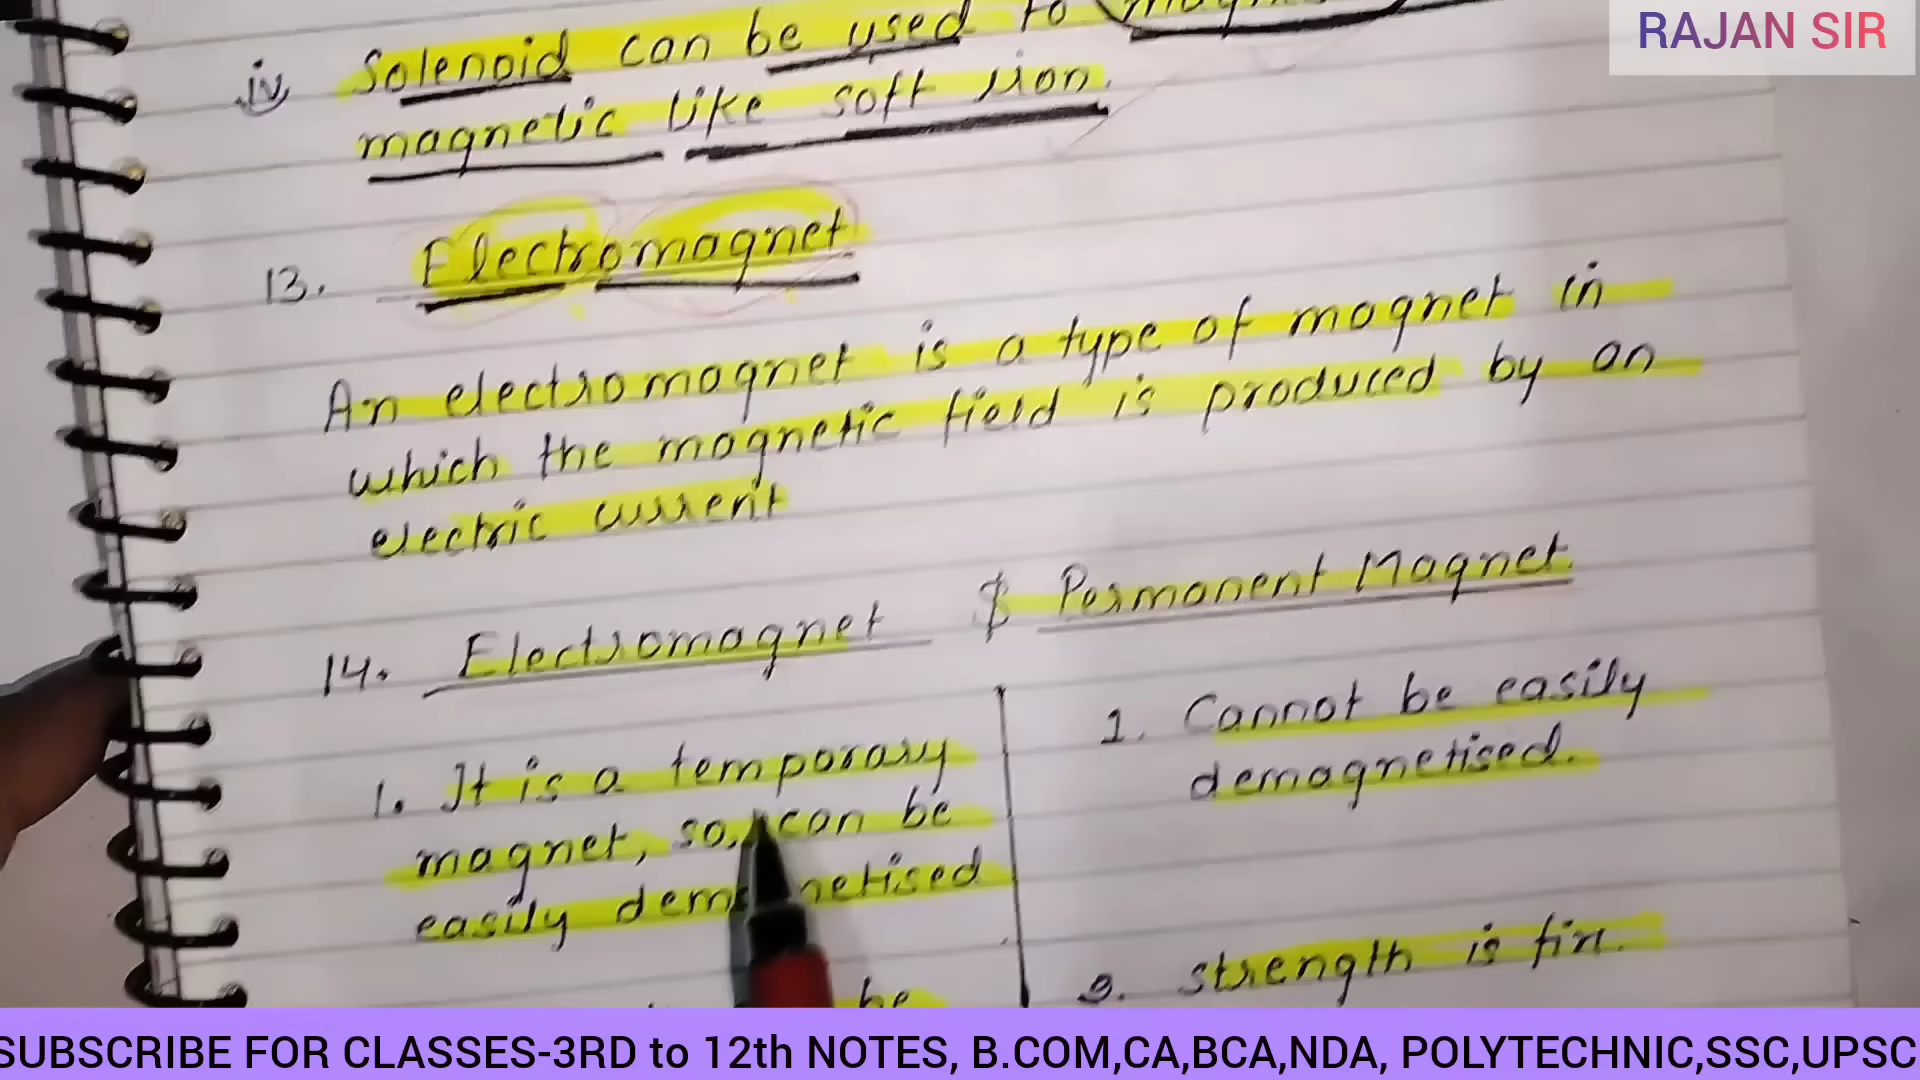 RAJAN SIR
iv, Solenoid can be used to
magnetic like soft iron.
13. Electromagnet
An electromagnet is a type of magnet in
which the magnetic field is produced by an
electric current
14. Electromagnet $ Permanent Magnet.
1. It is a temporary
magnet, so, can be
easily demagnetised
be
1. Cannot be easily
demagnetised.
2. strength is fix.
SUBSCRIBE FOR CLASSES-3RD to 12th NOTES, B.COM,CA,BCA,NDA, POLYTECHNIC,SSC,UPSC